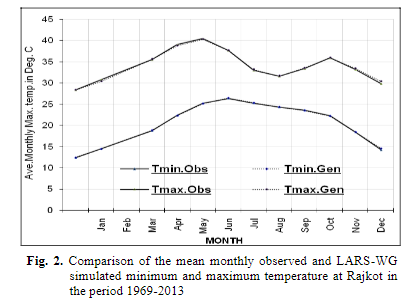 Ave.Monthly Max. temp.in Deg. C
45
40
35
30
25
20
15
10
5
0
Tmin.Obs Tmin.Gen
Tmax.Obs Tmax.Gen
Jan Feb Mar Apr May Jun Jul Aug Sep Oct Nov Dec
MONTH
Fig. 2. Comparison of the mean monthly observed and LARS-WG
simulated minimum and maximum temperature at Rajkot in
the period 1969-2013